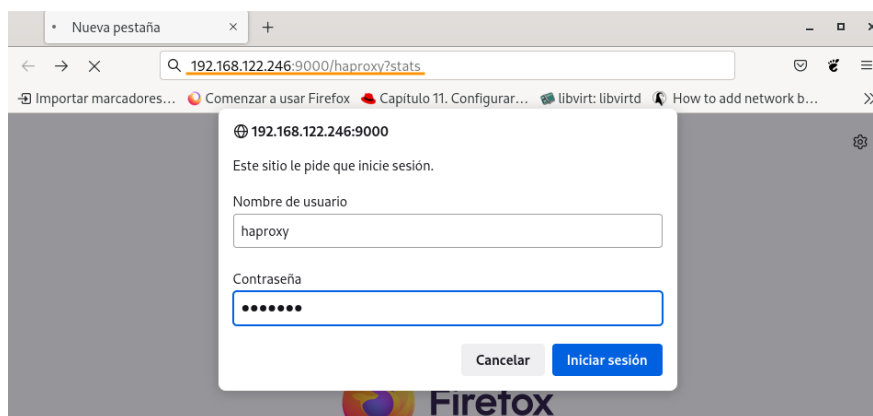 Nueva pestaña
192.168.122.246:9000/haproxy?stats
Importar marcadores... Comenzar a usar Firefox Capítulo 11. Configurar... libvirt: libvirtd How to add network b...
192.168.122.246:9000
Este sitio le pide que inicie sesión.
Nombre de usuario
haproxy
Contraseña
•••••••
Cancelar Iniciar sesión
Firefox